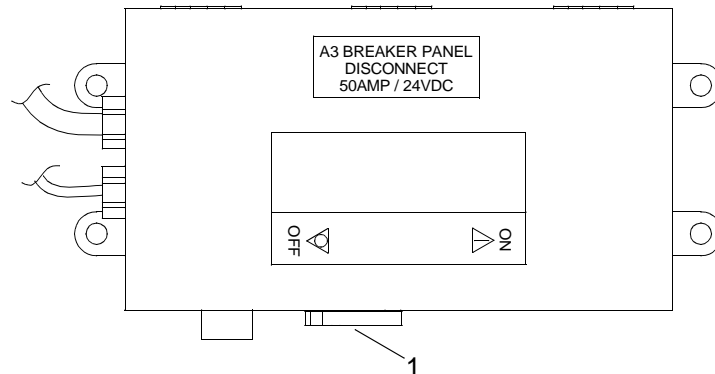 A3 BREAKER PANEL
DISCONNECT
50AMP / 24VDC
OFF
ON
1